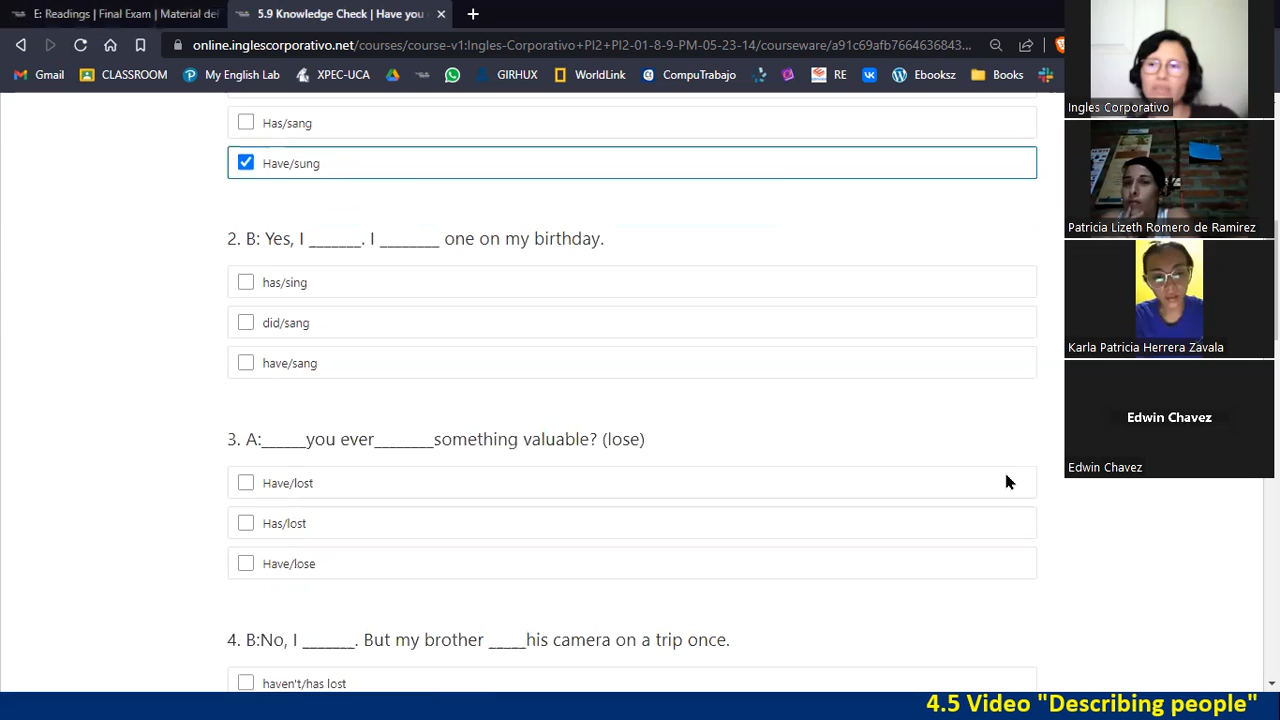 E: Readings | Final Exam | Material de
5.9 Knowledge Check | Have you
online.inglescorporativo.net/courses/course-v1:Ingles-Corporativo+PI2+PI2-01-8-9-PM-05-23-14/courseware/a91c69afb7664636843...
Gmail CLASSROOM My English Lab XPEC-UCA GIRHUX WorldLink CompuTrabajo RE Ebooksz Books
Has/sang
Have/sung
2. B: Yes, I _______. I ________ one on my birthday.
has/sing
did/sang
have/sang
3. A:______you ever________something valuable? (lose)
Have/lost
Has/lost
Have/lose
4. B:No, I _______. But my brother _____his camera on a trip once.
haven't/has lost
Ingles Corporativo
Patricia Lizeth Romero de Ramirez
Karla Patricia Herrera Zavala
Edwin Chavez
Edwin Chavez
4.5 Video "Describing people"